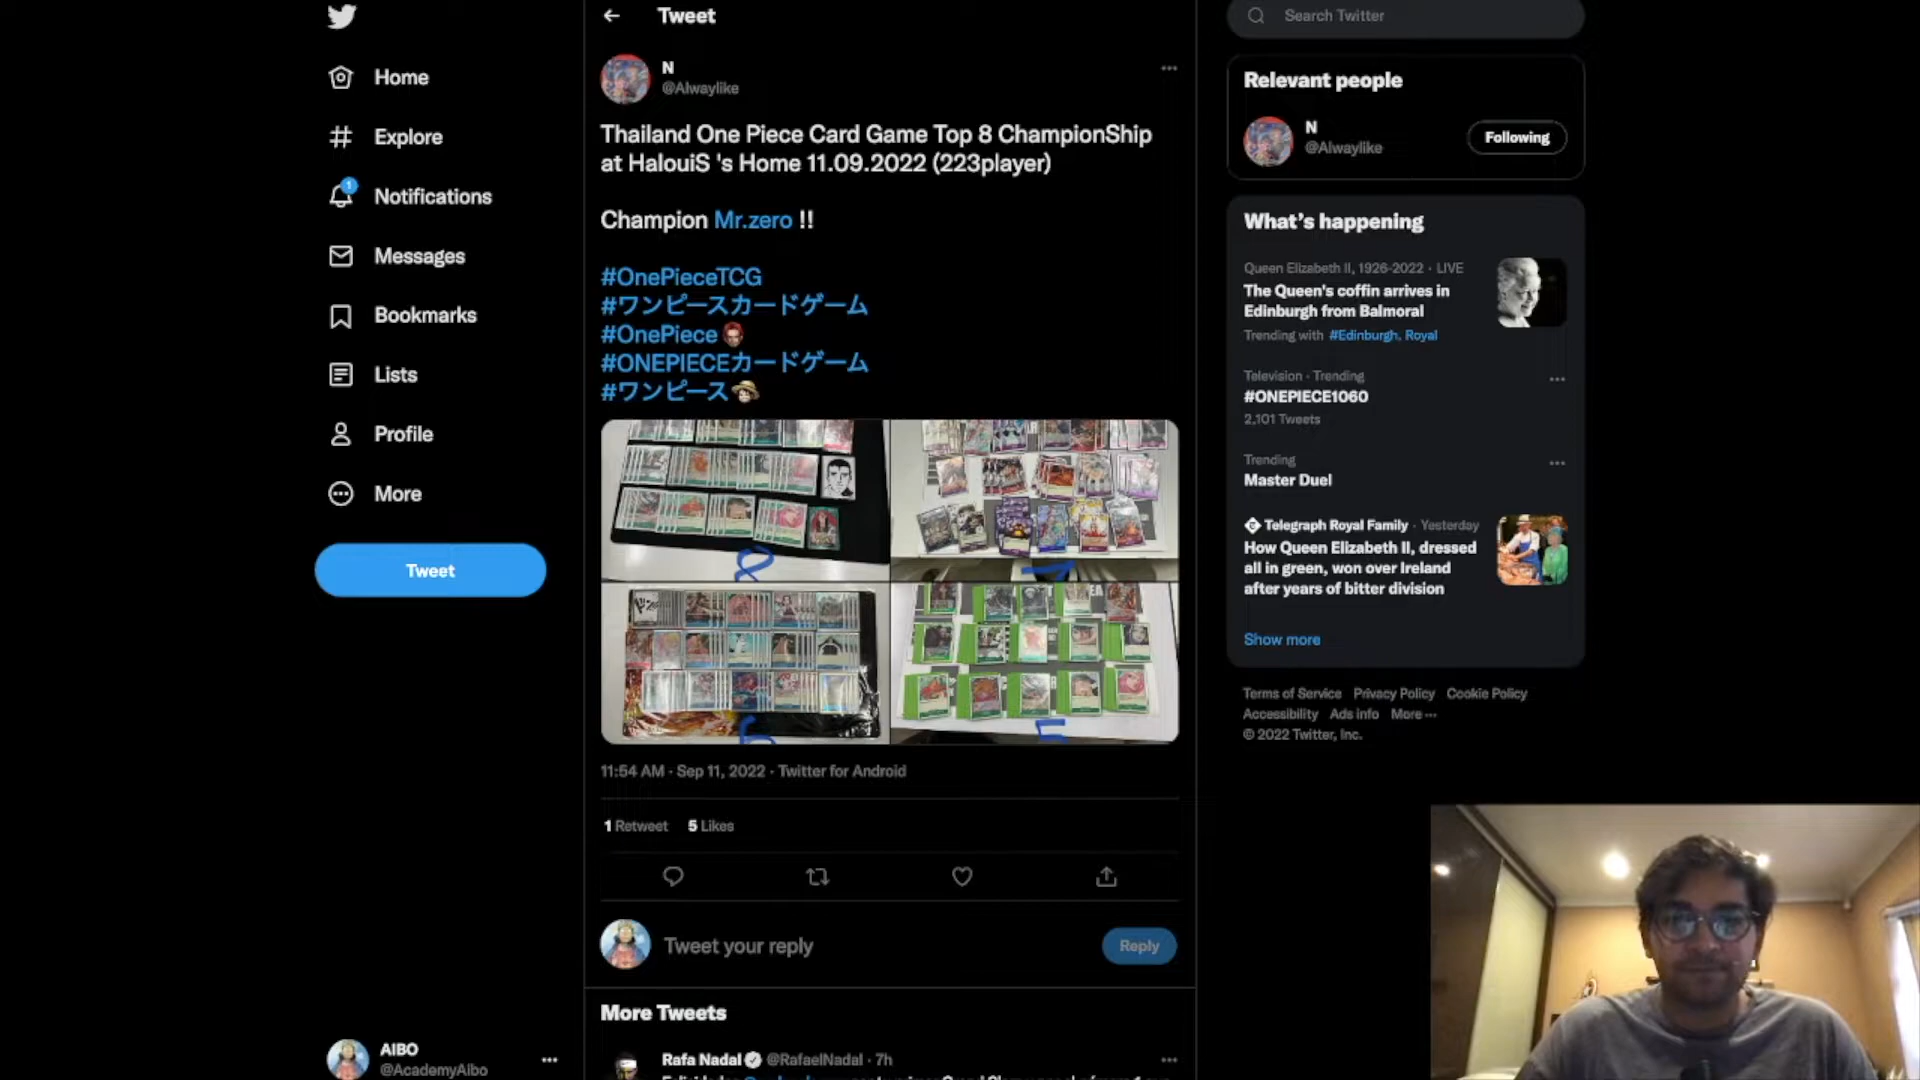 Home
Explore
1
Notifications
Messages
Bookmarks
Lists
Profile
More
Tweet
AIBO
@AcademyAibo
Tweet
N
@Alwaylike
Thailand One Piece Card Game Top 8 ChampionShip
at HalouiS 's Home 11.09.2022 (223player)
Champion Mr.zero !!
#OnePieceTCG
#ワンピースカードゲーム
#OnePiece
#ONEPIECEカードゲーム
#ワンピース
8
7
6
5
11:54 AM · Sep 11, 2022 · Twitter for Android
1 Retweet 5 Likes
Tweet your reply
Reply
More Tweets
Rafa Nadal @RafaelNadal · 7h
Search Twitter
Relevant people
N
@Alwaylike
Following
What's happening
Queen Elizabeth II, 1926-2022 · LIVE
The Queen's coffin arrives in
Edinburgh from Balmoral
Trending with #Edinburgh, Royal
Television · Trending
#ONEPIECE1060
2,101 Tweets
Trending
Master Duel
Telegraph Royal Family · Yesterday
How Queen Elizabeth II, dressed
all in green, won over Ireland
after years of bitter division
Show more
Terms of Service Privacy Policy Cookie Policy
Accessibility Ads info More
© 2022 Twitter, Inc.